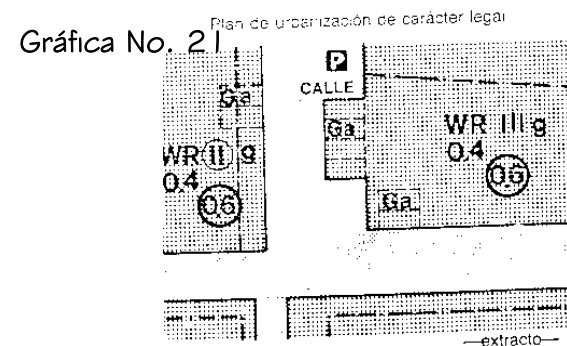 Plan de urbanización de carácter legal
Gráfica No. 21
P
CALLE
Ga
Ga
WR III g
0.4
0.6
WR II g
0.4
0.6
Ga
extracto